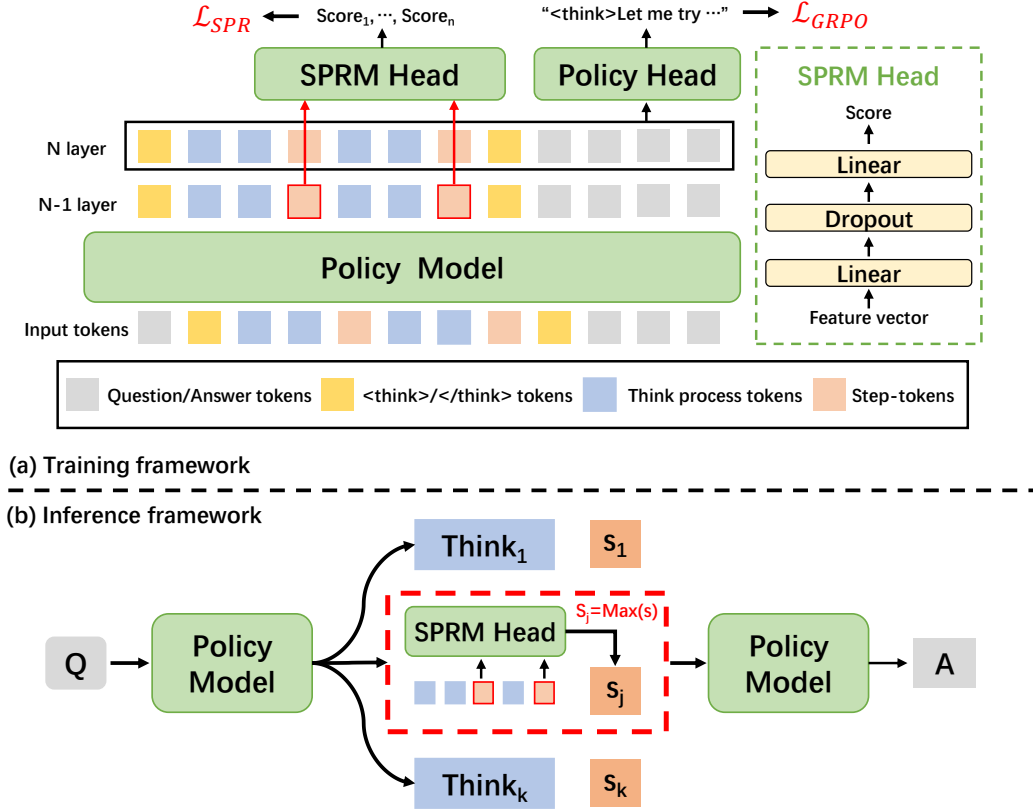 ℒ_SPR
Score₁, ···, Scoreₙ
"<think>Let me try ···"
ℒ_GRPO
SPRM Head
Policy Head
SPRM Head
Score
Linear
Dropout
Linear
Feature vector
N layer
N-1 layer
Policy Model
Input tokens
Question/Answer tokens
<think>/</think> tokens
Think process tokens
Step-tokens
(a) Training framework
(b) Inference framework
Think₁
S₁
Q
Policy
Model
SPRM Head
Sⱼ=Max(s)
Sⱼ
Policy
Model
A
Thinkₖ
Sₖ